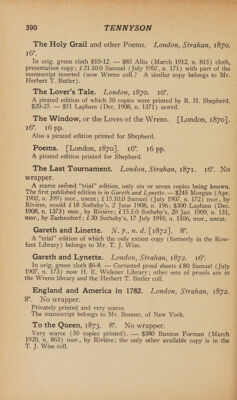 590 TENNYSON
The Holy Grail and other Poems. London, Strahan, 1870.
16°.
In orig. green cloth $10-12. — $85 Allis (March 1912, n. 815) cloth,
presentation copy; £21.10.0 Samuel (July 1907, n. 171) with part of the
manuscript inserted (now Wrenn coll.? A similar copy belongs to Mr.
Herbert T. Butler).
The Lover's Tale. London, 1870. 16°.
A pirated edition of which 50 copies were printed by R. H. Shepherd.
$20-25. — $51 Lapham (Dec. 1908, n. 1371) sewed.
The Window, or the Loves of the Wrens. [London, 1870].
16°. 16 pp.
Also a pirated edition printed for Shepherd.
Poems. [London, 1870]. 16°. 16 pp.
A pirated edition printed for Shepherd.
The Last Tournament. London, Strahan, 1871. 16°. No
wrapper.
A scarce seded "trial" edition, only six or seven copies being known.
The first published edition is in Gareth and Lynette. — $245 Morgan (Apr.
1902, n. 399) mor., uncut; £15.10.0 Samuel (July 1907, n. 172) mor., by
Rivière, resold £18 Sotheby's, 2 June 1908, n. 196; $300 Lapham (Dec.
1908, n. 1373) mor., by Rivière; £15.5.0 Sotheby's, 29 Jan. 1909, n. 131,
mor., by Zaehnsdorf; £30 Sotheby's, 17 July 1916, n. 1106, mor., uncut.
Gareth and Linette. N. p., n. d. [1872]. 8°.
A "trial" edition of which the only extant copy (formerly in the Row-
fant Library) belongs to Mr. T. J. Wise.
Gareth and Lynette. London, Strahan, 1872. 16°.
In orig. green cloth $6-8. — Corrected proof sheets £80 Samuel (July
1907, n. 173) now H. E. Widener Library; other sets of proofs are in
the Wrenn library and the Herbert T. Butler coll.
England and America in 1782. London, Strahan, 1872.
8°. No wrapper.
Privately printed and very scarce.
The manuscript belongs to Mr. Bonner, of New York.
To the Queen, 1873. 8°. No wrapper.
Very scarce (50 copies printed). — $380 Buxton Forman (March
1920, n. 865) mor., by Rivière; the only other available copy is in the
T. J. Wise coll.